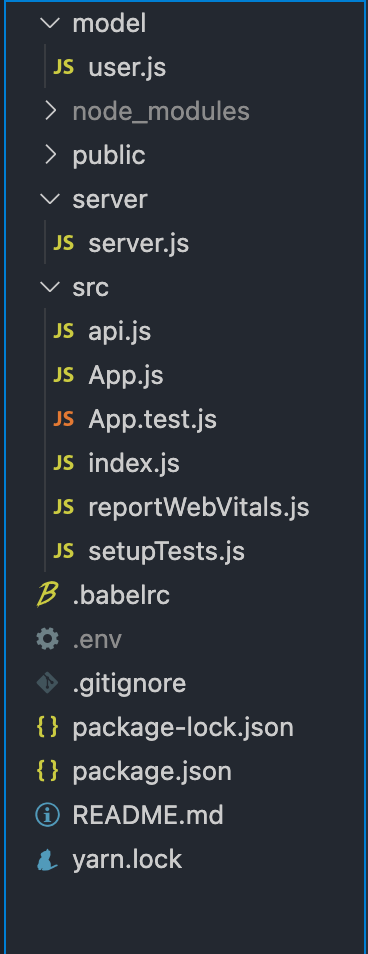 model
JS user.js
node_modules
public
server
JS server.js
src
JS api.js
JS App.js
JS App.test.js
JS index.js
JS reportWebVitals.js
JS setupTests.js
.babelrc
.env
.gitignore
{} package-lock.json
{} package.json
README.md
yarn.lock